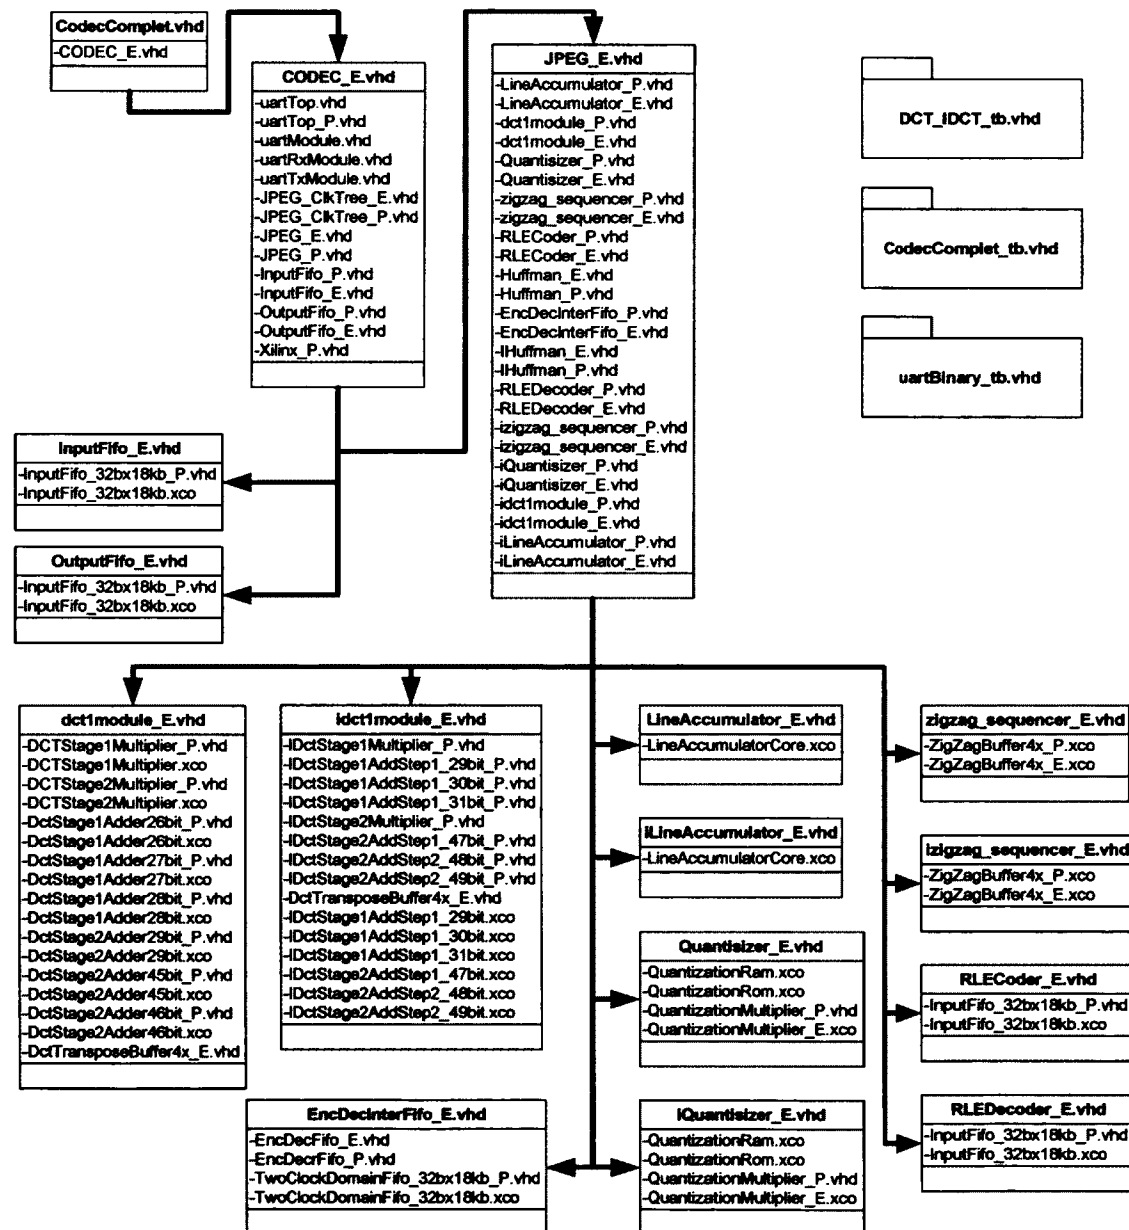 CodecComplet.vhd
-CODEC_E.vhd
CODEC_E.vhd
-uartTop.vhd
-uartTop_P.vhd
-uartModule.vhd
-uartRxModule.vhd
-uartTxModule.vhd
-JPEG_ClkTree_E.vhd
-JPEG_ClkTree_P.vhd
-JPEG_E.vhd
-JPEG_P.vhd
-InputFifo_P.vhd
-InputFifo_E.vhd
-OutputFifo_P.vhd
-OutputFifo_E.vhd
-Xilinx_P.vhd
JPEG_E.vhd
-LineAccumulator_P.vhd
-LineAccumulator_E.vhd
-dct1module_P.vhd
-dct1module_E.vhd
-Quantisizer_P.vhd
-Quantisizer_E.vhd
-zigzag_sequencer_P.vhd
-zigzag_sequencer_E.vhd
-RLECoder_P.vhd
-RLECoder_E.vhd
-Huffman_E.vhd
-Huffman_P.vhd
-EncDecInterFifo_P.vhd
-EncDecInterFifo_E.vhd
-IHuffman_E.vhd
-IHuffman_P.vhd
-RLEDecoder_P.vhd
-RLEDecoder_E.vhd
-izigzag_sequencer_P.vhd
-izigzag_sequencer_E.vhd
-iQuantisizer_P.vhd
-iQuantisizer_E.vhd
-idct1module_P.vhd
-idct1module_E.vhd
-iLineAccumulator_P.vhd
-iLineAccumulator_E.vhd
DCT_IDCT_tb.vhd
CodecComplet_tb.vhd
uartBinary_tb.vhd
InputFifo_E.vhd
-InputFifo_32bx18kb_P.vhd
-InputFifo_32bx18kb.xco
OutputFifo_E.vhd
-InputFifo_32bx18kb_P.vhd
-InputFifo_32bx18kb.xco
dct1module_E.vhd
-DCTStage1Multiplier_P.vhd
-DCTStage1Multiplier.xco
-DCTStage2Multiplier_P.vhd
-DCTStage2Multiplier.xco
-DctStage1Adder26bit_P.vhd
-DctStage1Adder26bit.xco
-DctStage1Adder27bit_P.vhd
-DctStage1Adder27bit.xco
-DctStage1Adder28bit_P.vhd
-DctStage1Adder28bit.xco
-DctStage2Adder29bit_P.vhd
-DctStage2Adder29bit.xco
-DctStage2Adder45bit_P.vhd
-DctStage2Adder45bit.xco
-DctStage2Adder46bit_P.vhd
-DctStage2Adder46bit.xco
-DctTransposeBuffer4x_E.vhd
idct1module_E.vhd
-IDctStage1Multiplier_P.vhd
-IDctStage1AddStep1_29bit_P.vhd
-IDctStage1AddStep1_30bit_P.vhd
-IDctStage1AddStep1_31bit_P.vhd
-IDctStage2Multiplier_P.vhd
-IDctStage2AddStep1_47bit_P.vhd
-IDctStage2AddStep2_48bit_P.vhd
-IDctStage2AddStep2_49bit_P.vhd
-DctTransposeBuffer4x_E.vhd
-IDctStage1AddStep1_29bit.xco
-IDctStage1AddStep1_30bit.xco
-IDctStage1AddStep1_31bit.xco
-IDctStage2AddStep1_47bit.xco
-IDctStage2AddStep2_48bit.xco
-IDctStage2AddStep2_49bit.xco
LineAccumulator_E.vhd
-LineAccumulatorCore.xco
iLineAccumulator_E.vhd
-LineAccumulatorCore.xco
Quantisizer_E.vhd
-QuantizationRam.xco
-QuantizationRom.xco
-QuantizationMultiplier_P.vhd
-QuantizationMultiplier_E.xco
zigzag_sequencer_E.vhd
-ZigZagBuffer4x_P.xco
-ZigZagBuffer4x_E.xco
izigzag_sequencer_E.vhd
-ZigZagBuffer4x_P.xco
-ZigZagBuffer4x_E.xco
RLECoder_E.vhd
-InputFifo_32bx18kb_P.vhd
-InputFifo_32bx18kb.xco
EncDecInterFifo_E.vhd
-EncDecFifo_E.vhd
-EncDecrFifo_P.vhd
-TwoClockDomainFifo_32bx18kb_P.vhd
-TwoClockDomainFifo_32bx18kb.xco
IQuantisizer_E.vhd
-QuantizationRam.xco
-QuantizationRom.xco
-QuantizationMultiplier_P.vhd
-QuantizationMultiplier_E.xco
RLEDecoder_E.vhd
-InputFifo_32bx18kb_P.vhd
-InputFifo_32bx18kb.xco